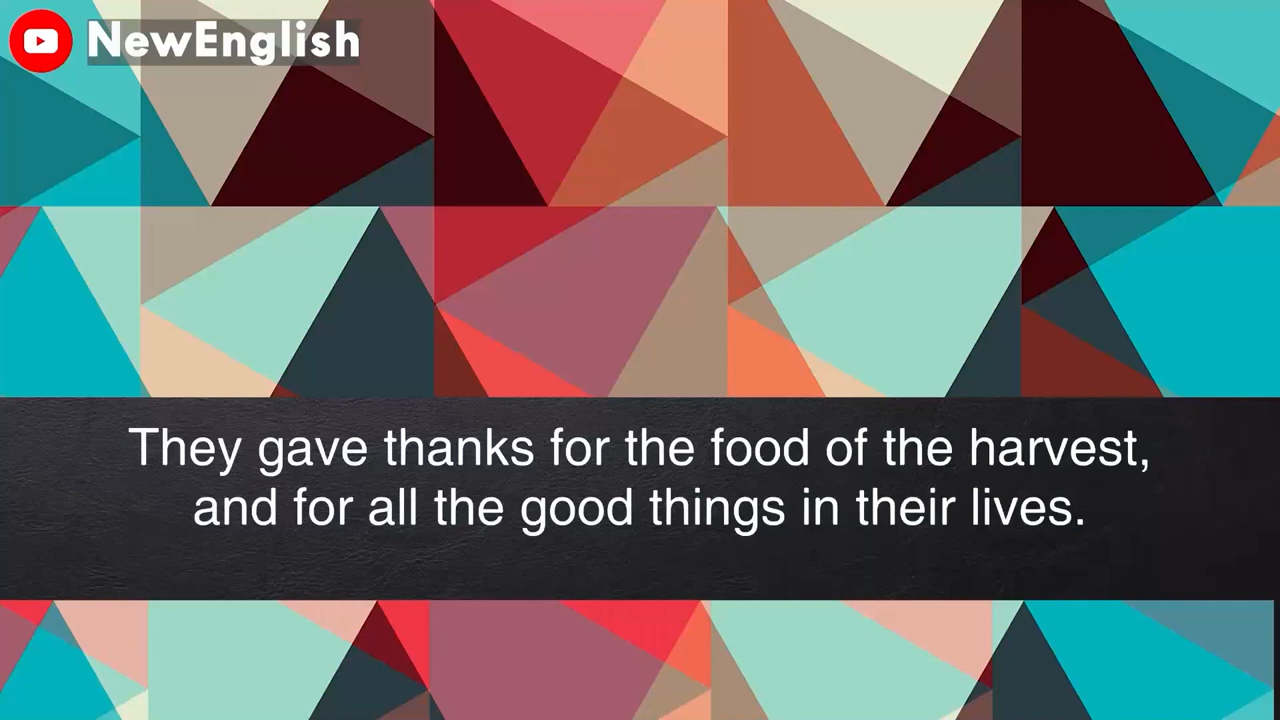 NewEnglish
They gave thanks for the food of the harvest,
and for all the good things in their lives.